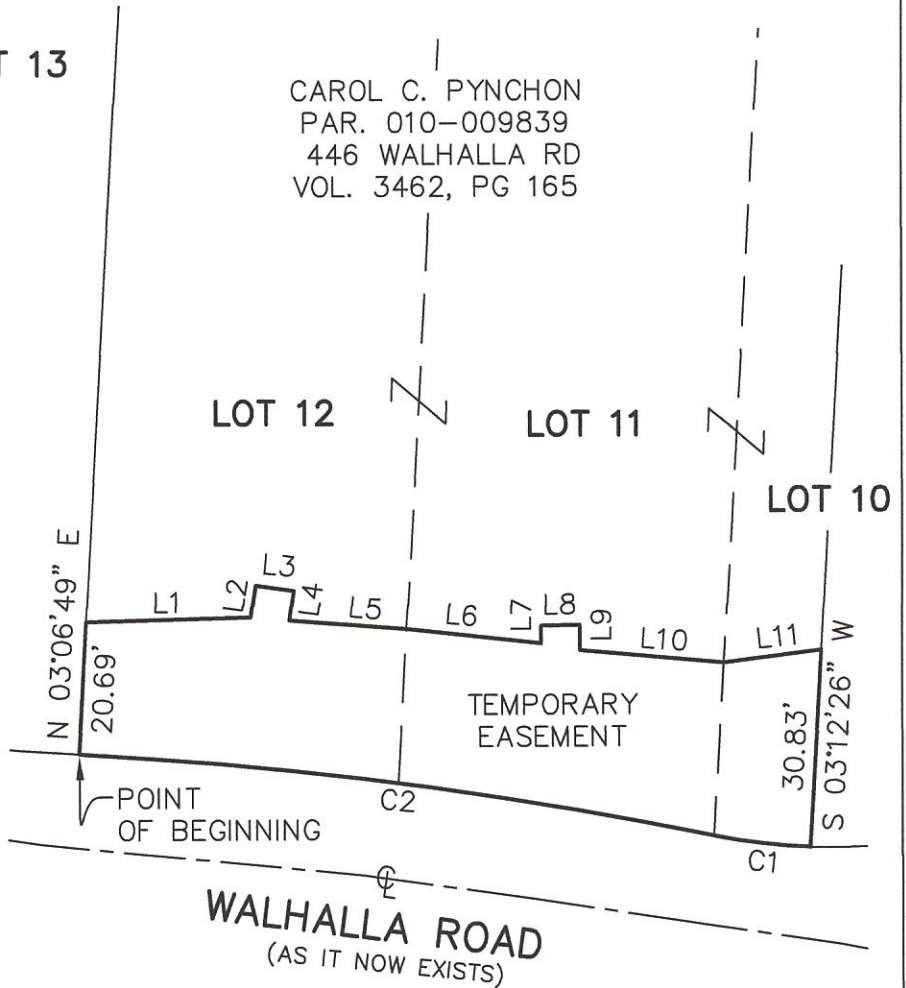 T 13
CAROL C. PYNCHON
PAR. 010-009839
446 WALHALLA RD
VOL. 3462, PG 165
LOT 12
LOT 11
LOT 10
N 03°06'49" E
20.69'
L1
L2
L3
L4
L5
L6
L7
L8
L9
L10
L11
TEMPORARY
EASEMENT
30.83'
S 03°12'26" W
POINT
OF BEGINNING
C2
C1
CL
WALHALLA ROAD
(AS IT NOW EXISTS)